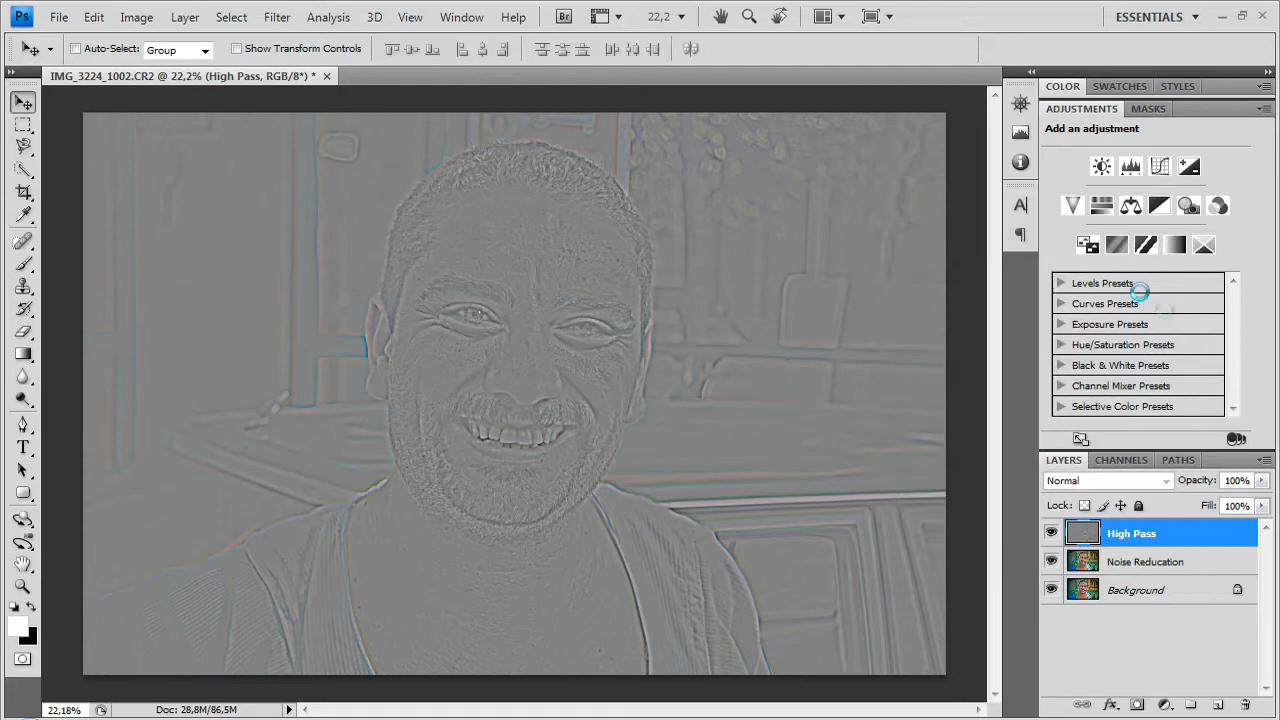 Ps File Edit Image Layer Select Filter Analysis 3D View Window Help Br 22,2 ESSENTIALS
Auto-Select: Group Show Transform Controls
IMG_3224_1002.CR2 @ 22,2% (High Pass, RGB/8*) *
COLOR SWATCHES STYLES
ADJUSTMENTS MASKS
Add an adjustment
Levels Presets
Curves Presets
Exposure Presets
Hue/Saturation Presets
Black & White Presets
Channel Mixer Presets
Selective Color Presets
LAYERS CHANNELS PATHS
Normal Opacity: 100%
Lock: Fill: 100%
High Pass
Noise Reducation
Background
22,18% Doc: 28,8M/86,5M